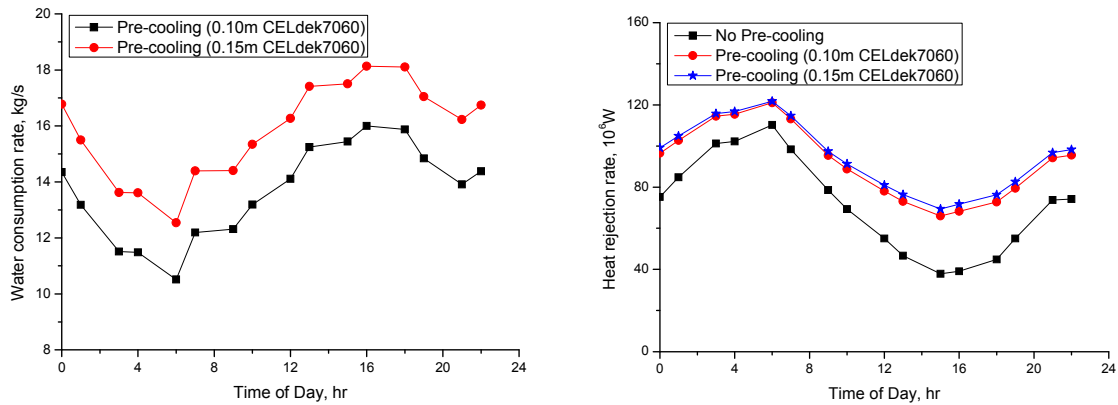 Pre-cooling (0.10m CELdek7060)
Pre-cooling (0.15m CELdek7060)
Water consumption rate, kg/s
20
18
16
14
12
10
8
0 4 8 12 16 20 24
Time of Day, hr
No Pre-cooling
Pre-cooling (0.10m CELdek7060)
Pre-cooling (0.15m CELdek7060)
Heat rejection rate, 10⁶W
160
120
80
40
0
0 4 8 12 16 20 24
Time of Day, hr